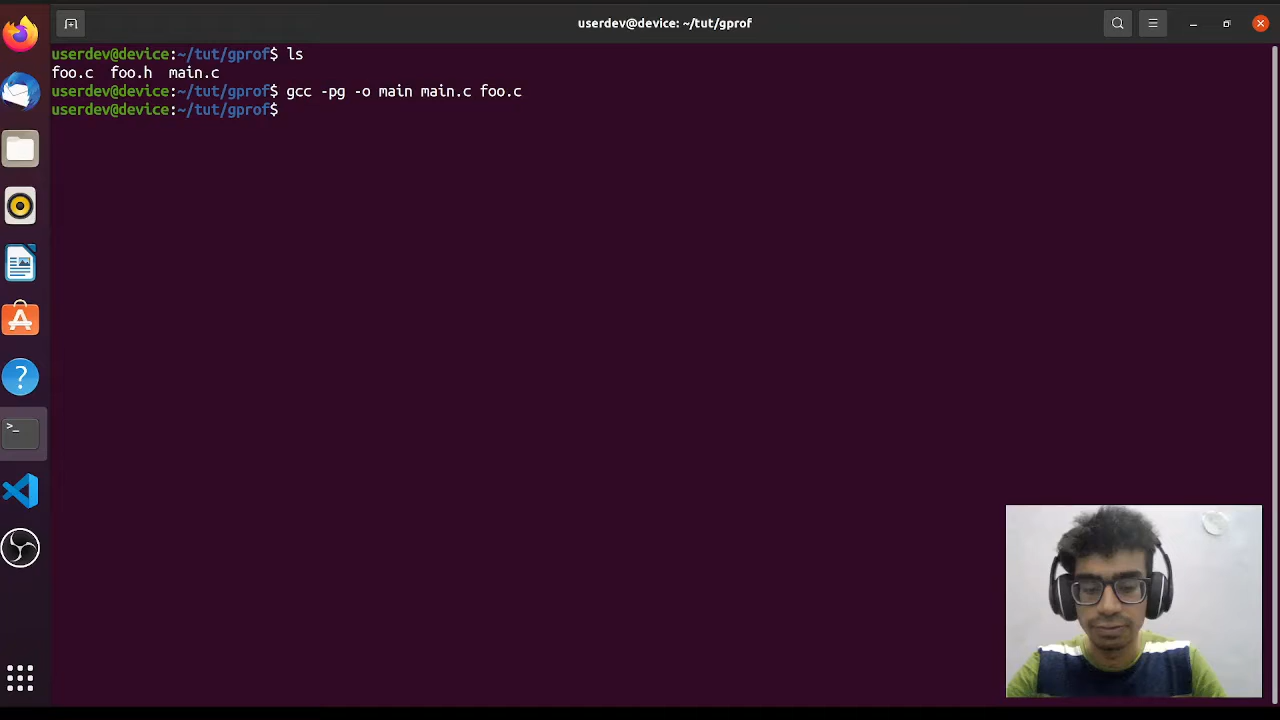 userdev@device: ~/tut/gprof
userdev@device:~/tut/gprof$ ls
foo.c foo.h main.c
userdev@device:~/tut/gprof$ gcc -pg -o main main.c foo.c
userdev@device:~/tut/gprof$